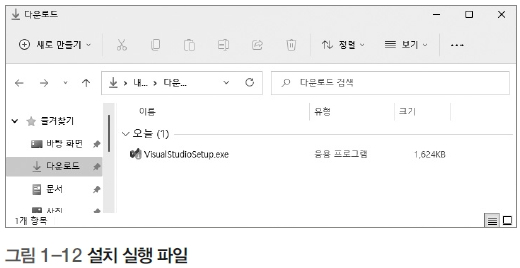 다운로드
새로 만들기
정렬
보기
내... 다운...
다운로드 검색
이름 유형 크기
즐겨찾기
오늘 (1)
바탕 화면
VisualStudioSetup.exe 응용 프로그램 1,624KB
다운로드
문서
사진
1개 항목
그림 1-12 설치 실행 파일